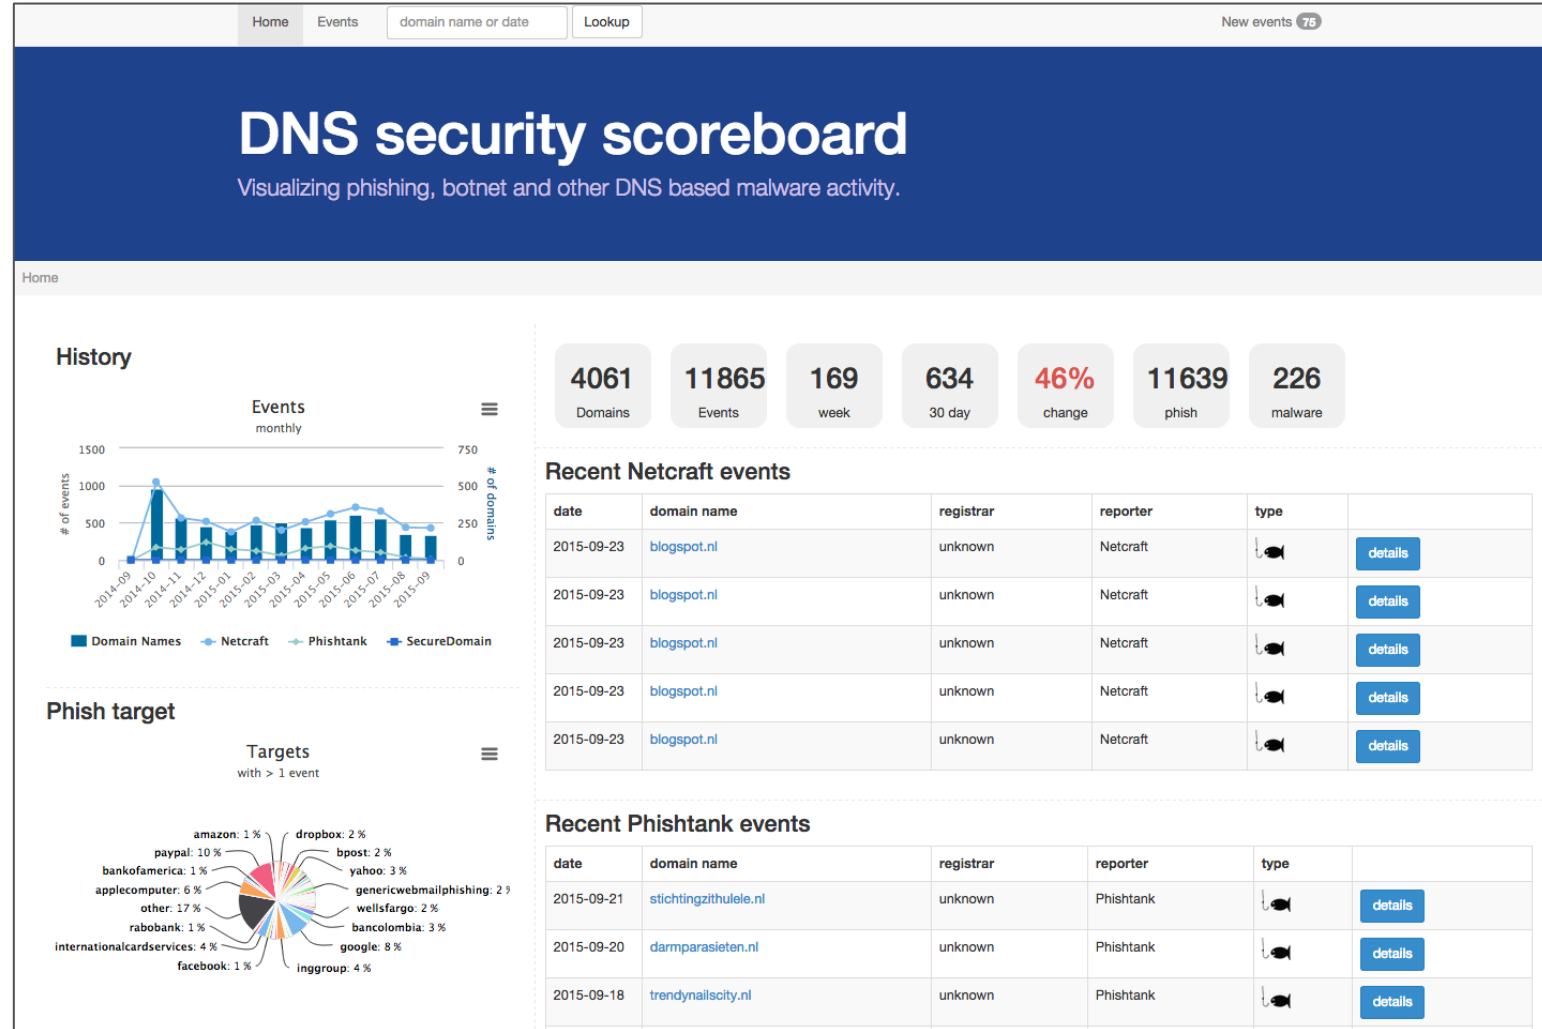 Home Events domain name or date Lookup New events 75
DNS security scoreboard
Visualizing phishing, botnet and other DNS based malware activity.
Home
History
Events
monthly
1500 750
1000 500
500 250
0 0
# of events
# of domains
2014-09 2014-10 2014-11 2014-12 2015-01 2015-02 2015-03 2015-04 2015-05 2015-06 2015-07 2015-08 2015-09
Domain Names Netcraft Phishtank SecureDomain
Phish target
Targets
with > 1 event
amazon: 1 % dropbox: 2 %
paypal: 10 % bpost: 2 %
bankofamerica: 1 % yahoo: 3 %
applecomputer: 6 % genericwebmailphishing: 2 %
other: 17 % wellsfargo: 2 %
rabobank: 1 % bancolombia: 3 %
internationalcardservices: 4 % google: 8 %
facebook: 1 % inggroup: 4 %
4061 11865 169 634 46% 11639 226
Domains Events week 30 day change phish malware
Recent Netcraft events
date domain name registrar reporter type
2015-09-23 blogspot.nl unknown Netcraft details
2015-09-23 blogspot.nl unknown Netcraft details
2015-09-23 blogspot.nl unknown Netcraft details
2015-09-23 blogspot.nl unknown Netcraft details
2015-09-23 blogspot.nl unknown Netcraft details
Recent Phishtank events
date domain name registrar reporter type
2015-09-21 stichtingzithulele.nl unknown Phishtank details
2015-09-20 darmparasieten.nl unknown Phishtank details
2015-09-18 trendynailscity.nl unknown Phishtank details